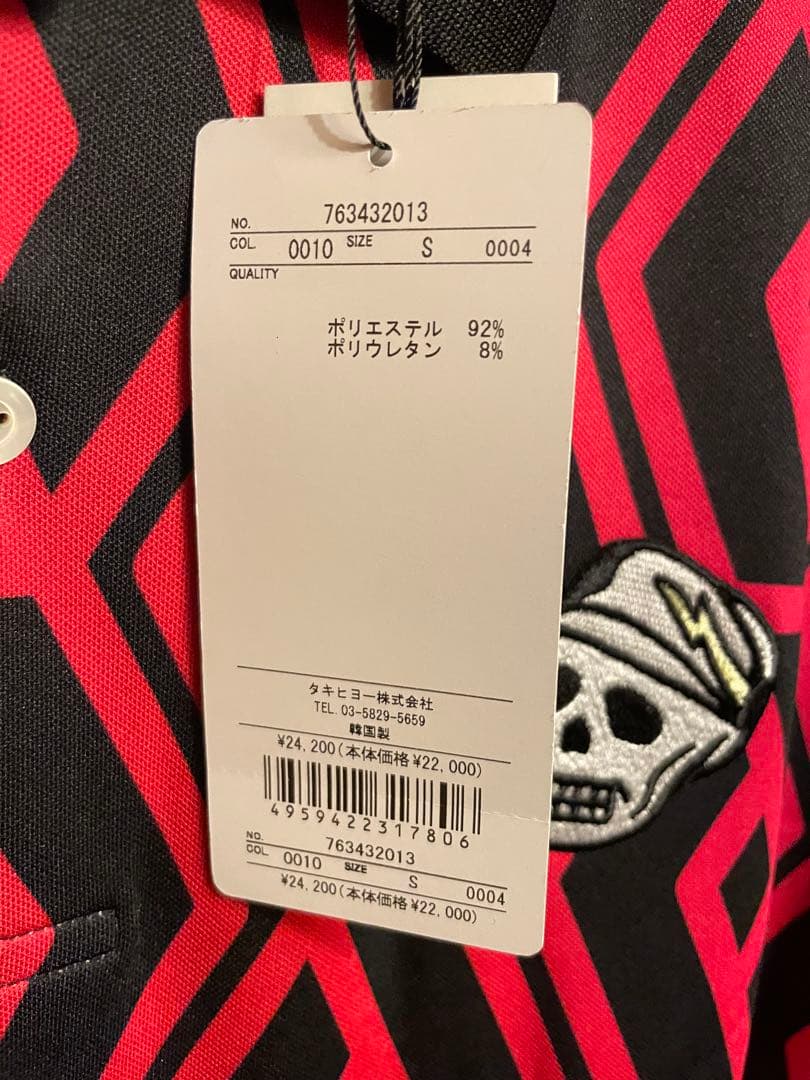 NO. 763432013
COL. 0010 SIZE S 0004
QUALITY
ポリエステル 92%
ポリウレタン 8%
タキヒヨー株式会社
TEL. 03-5829-5659
韓国製
¥24,200(本体価格¥22,000)
4959422317806
NO. 763432013
COL. 0010 SIZE S 0004
¥24,200(本体価格¥22,000)